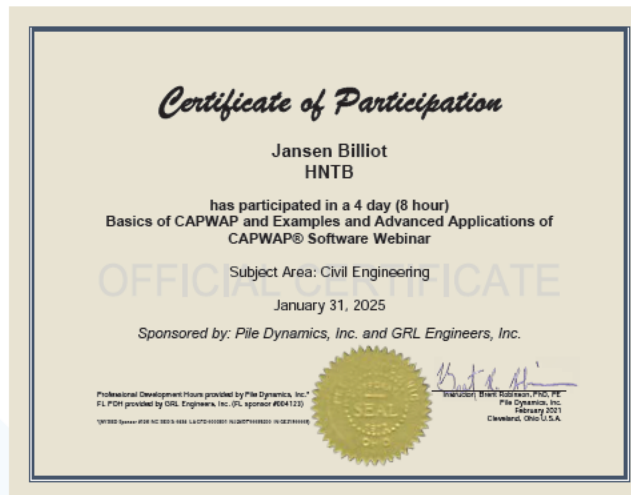 Certificate of Participation
Jansen Billiot
HNTB
has participated in a 4 day (8 hour)
Basics of CAPWAP and Examples and Advanced Applications of
CAPWAP® Software Webinar
OFFICIAL CERTIFICATE
Subject Area: Civil Engineering
January 31, 2025
Sponsored by: Pile Dynamics, Inc. and GRL Engineers, Inc.
Professional Development Hours provided by Pile Dynamics, Inc.*
FL PDH provided by GRL Engineers, Inc. (FL sponsor #004123)
SEAL
Instructor, Brent Robinson, PhD, PE
Pile Dynamics, Inc.
February 2021
Cleveland, Ohio U.S.A.